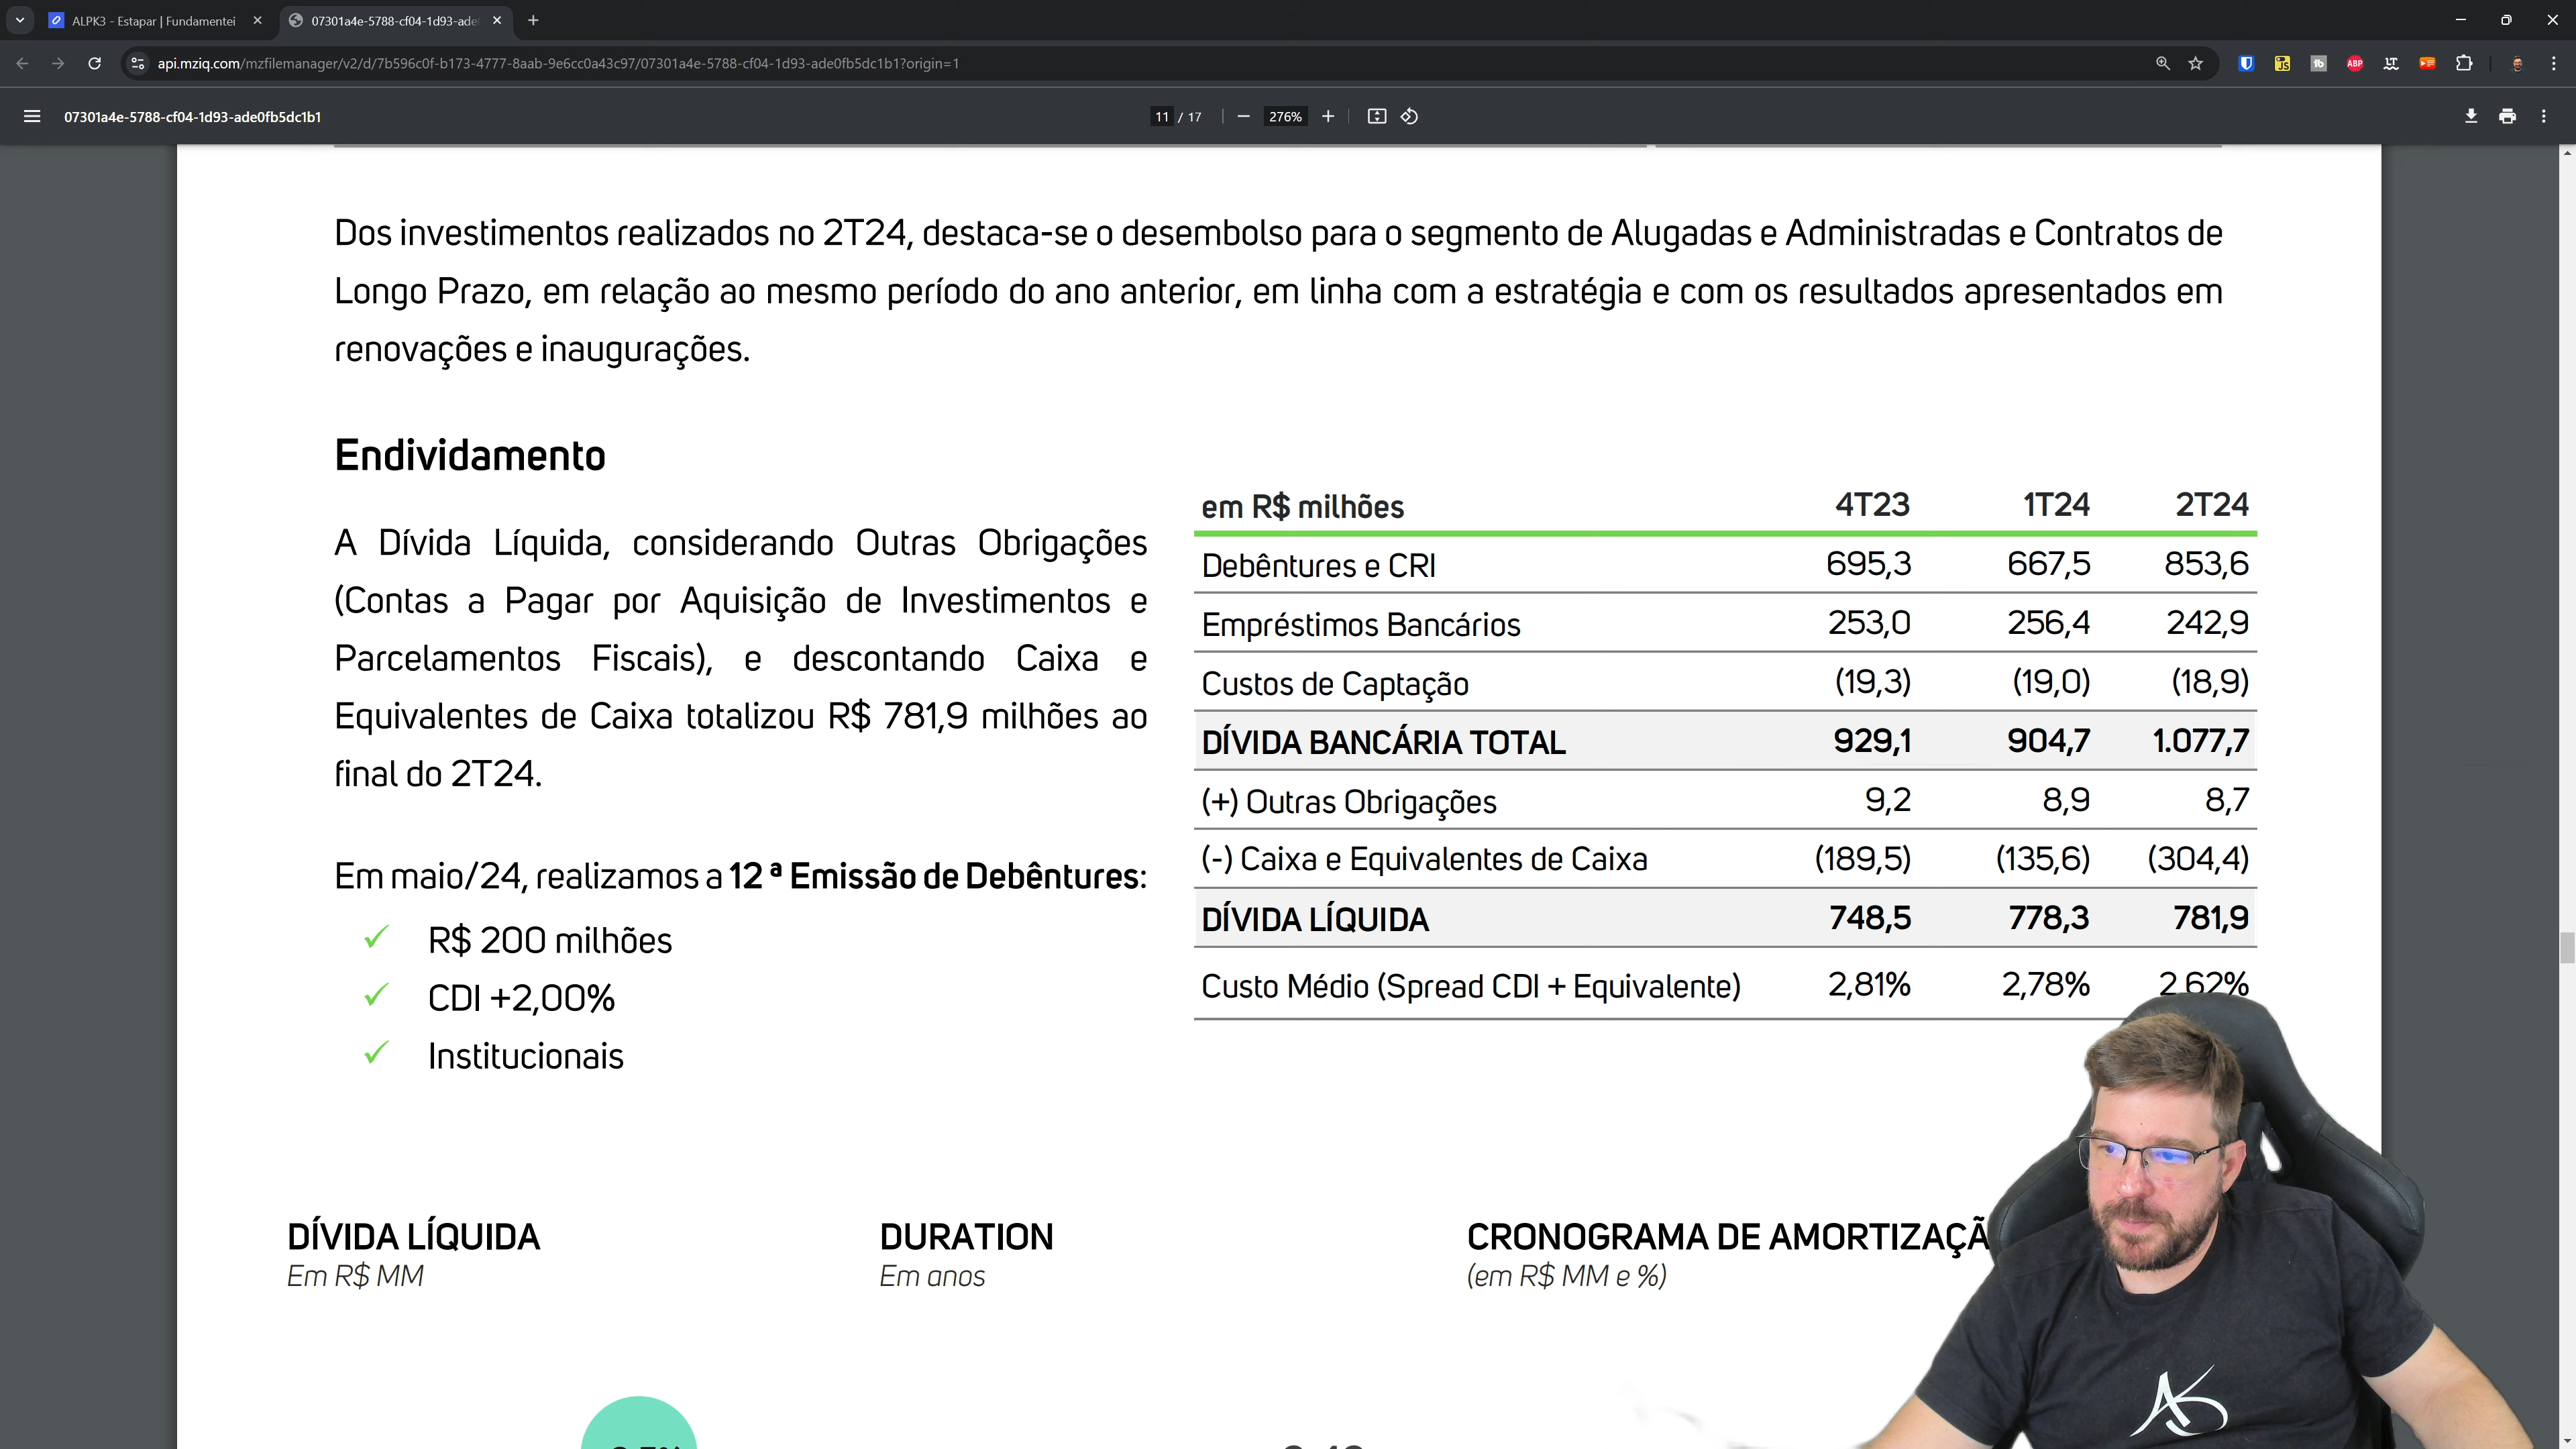 ALPK3 - Estapar | Fundamentei
07301a4e-5788-cf04-1d93-ade
api.mziq.com/mzfilemanager/v2/d/7b596c0f-b173-4777-8aab-9e6cc0a43c97/07301a4e-5788-cf04-1d93-ade0fb5dc1b1?origin=1
07301a4e-5788-cf04-1d93-ade0fb5dc1b1
11 / 17
276%
Dos investimentos realizados no 2T24, destaca-se o desembolso para o segmento de Alugadas e Administradas e Contratos de
Longo Prazo, em relação ao mesmo período do ano anterior, em linha com a estratégia e com os resultados apresentados em
renovações e inaugurações.
Endividamento
A Dívida Líquida, considerando Outras Obrigações
(Contas a Pagar por Aquisição de Investimentos e
Parcelamentos Fiscais), e descontando Caixa e
Equivalentes de Caixa totalizou R$ 781,9 milhões ao
final do 2T24.
Em maio/24, realizamos a 12 ª Emissão de Debêntures:
✓ R$ 200 milhões
✓ CDI +2,00%
✓ Institucionais
em R$ milhões 4T23 1T24 2T24
Debêntures e CRI 695,3 667,5 853,6
Empréstimos Bancários 253,0 256,4 242,9
Custos de Captação (19,3) (19,0) (18,9)
DÍVIDA BANCÁRIA TOTAL 929,1 904,7 1.077,7
(+) Outras Obrigações 9,2 8,9 8,7
(-) Caixa e Equivalentes de Caixa (189,5) (135,6) (304,4)
DÍVIDA LÍQUIDA 748,5 778,3 781,9
Custo Médio (Spread CDI + Equivalente) 2,81% 2,78% 2,62%
DÍVIDA LÍQUIDA
Em R$ MM
DURATION
Em anos
CRONOGRAMA DE AMORTIZAÇÃ
(em R$ MM e %)